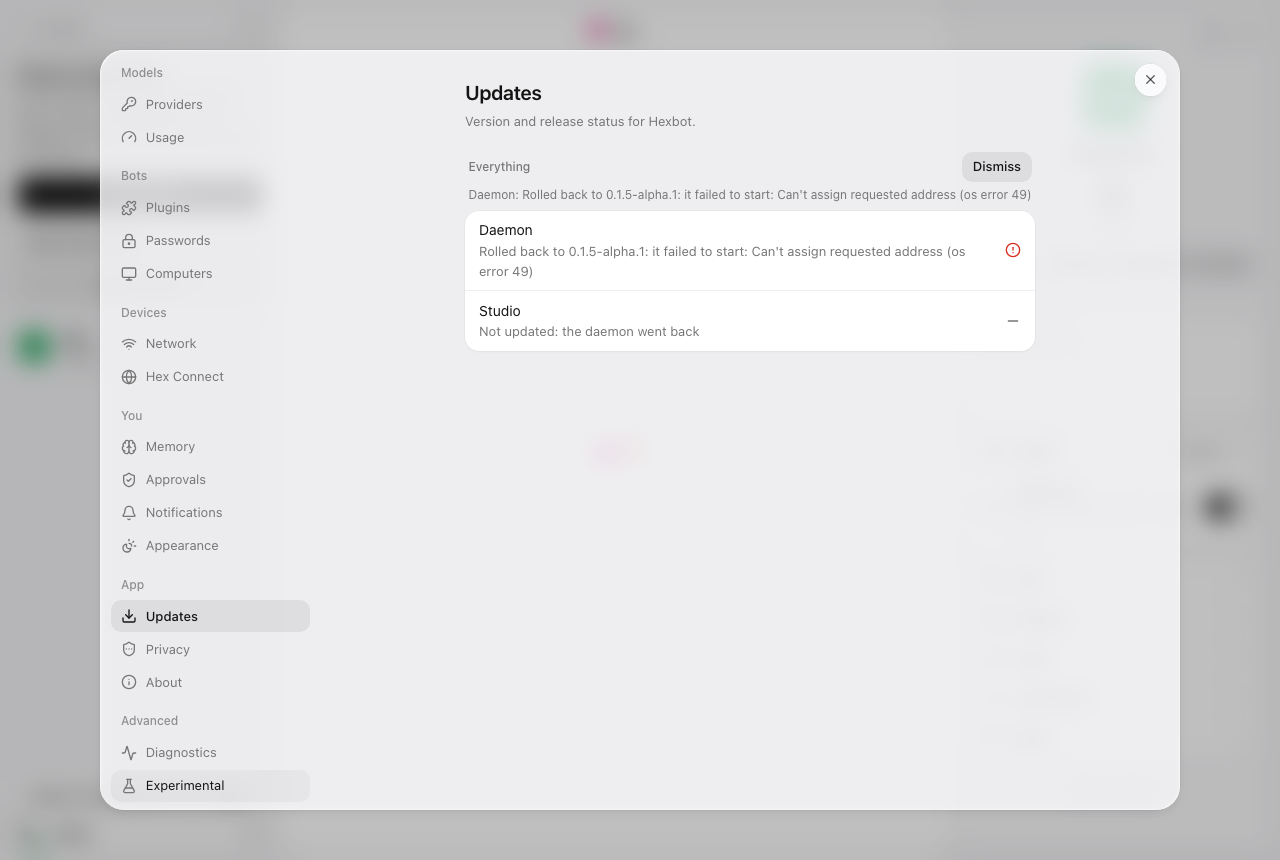 Models
Providers
Usage
Bots
Plugins
Passwords
Computers
Devices
Network
Hex Connect
You
Memory
Approvals
Notifications
Appearance
App
Updates
Privacy
About
Advanced
Diagnostics
Experimental
Updates
Version and release status for Hexbot.
Everything
Dismiss
Daemon: Rolled back to 0.1.5-alpha.1: it failed to start: Can't assign requested address (os error 49)
Daemon
Rolled back to 0.1.5-alpha.1: it failed to start: Can't assign requested address (os
error 49)
Studio
Not updated: the daemon went back